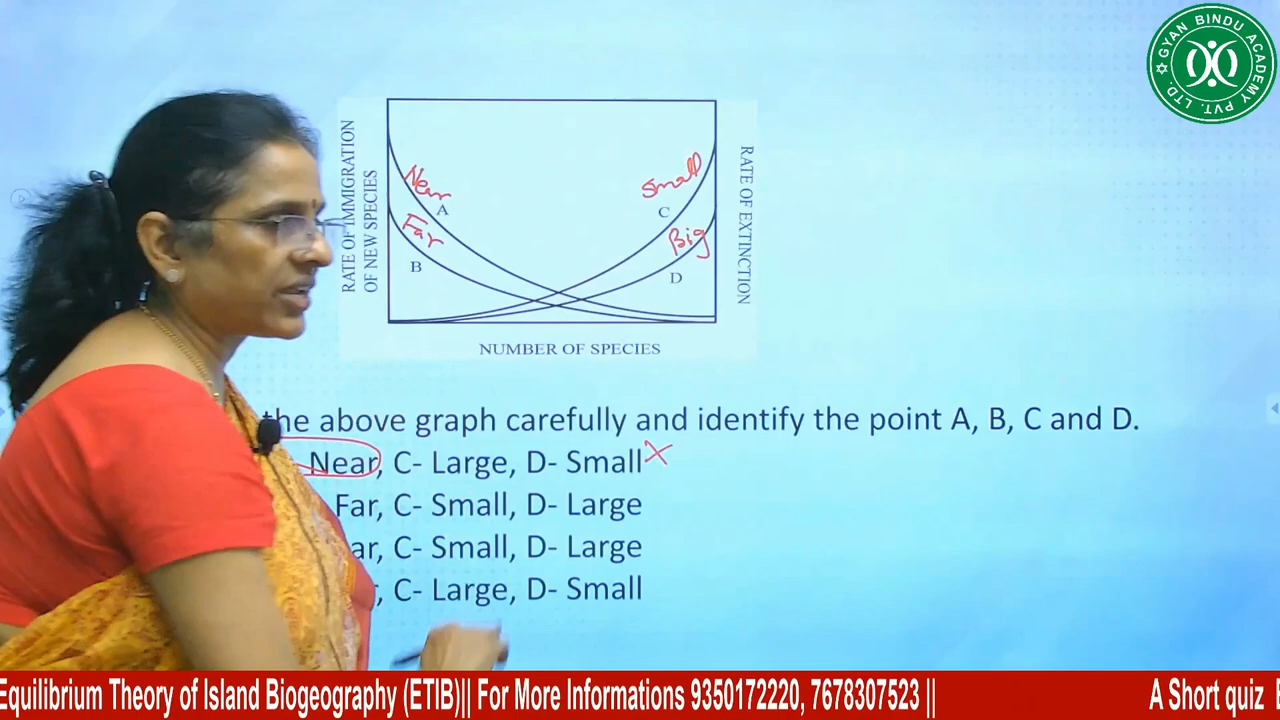 GYAN BINDU ACADEMY PVT. LTD.
RATE OF IMMIGRATION
OF NEW SPECIES
Near
A
Far
B
Small
C
Big
D
RATE OF EXTINCTION
NUMBER OF SPECIES
the above graph carefully and identify the point A, B, C and D.
Near, C- Large, D- Small X
Far, C- Small, D- Large
ar, C- Small, D- Large
, C- Large, D- Small
Equilibrium Theory of Island Biogeography (ETIB)|| For More Informations 9350172220, 7678307523 || A Short quiz